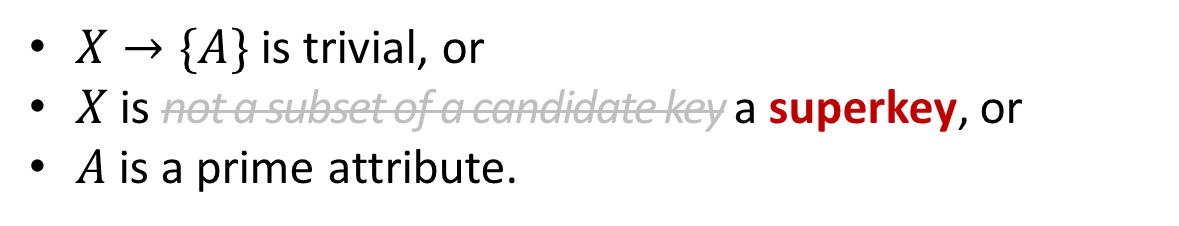 • X → {A} is trivial, or
• X is not a subset of a candidate key a superkey, or
• A is a prime attribute.